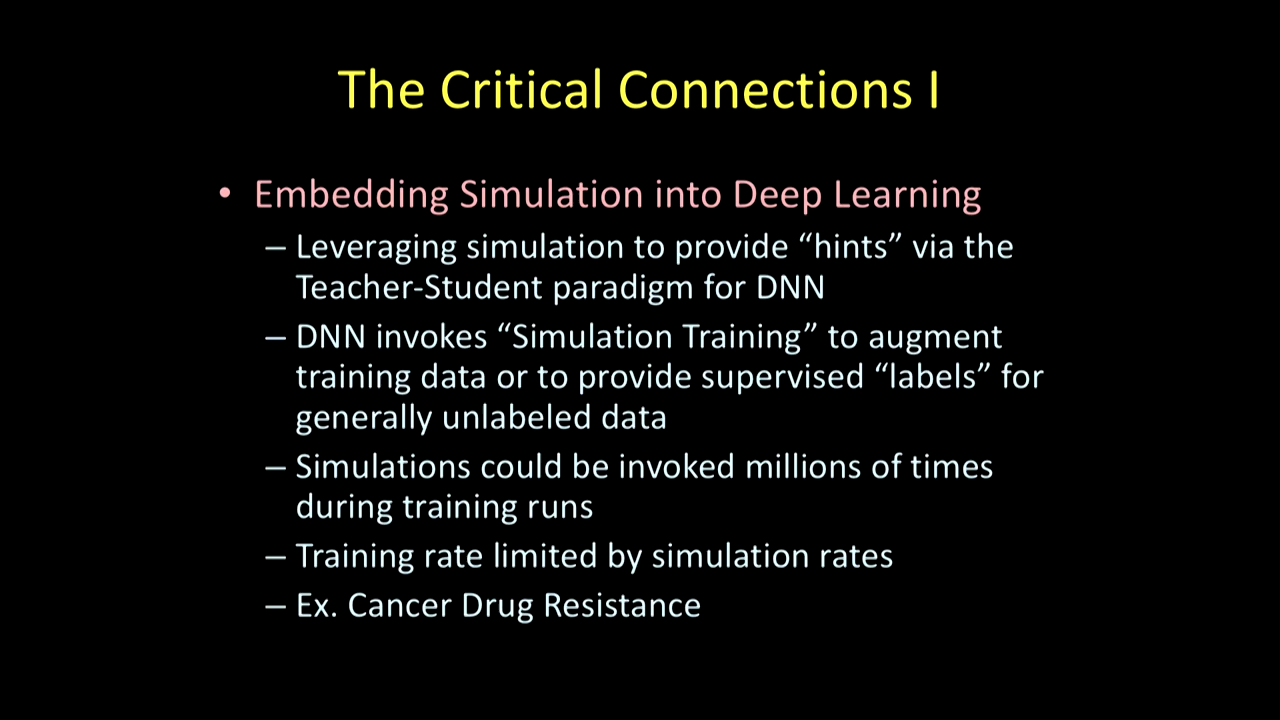 The Critical Connections I
• Embedding Simulation into Deep Learning
– Leveraging simulation to provide “hints” via the
Teacher-Student paradigm for DNN
– DNN invokes “Simulation Training” to augment
training data or to provide supervised “labels” for
generally unlabeled data
– Simulations could be invoked millions of times
during training runs
– Training rate limited by simulation rates
– Ex. Cancer Drug Resistance